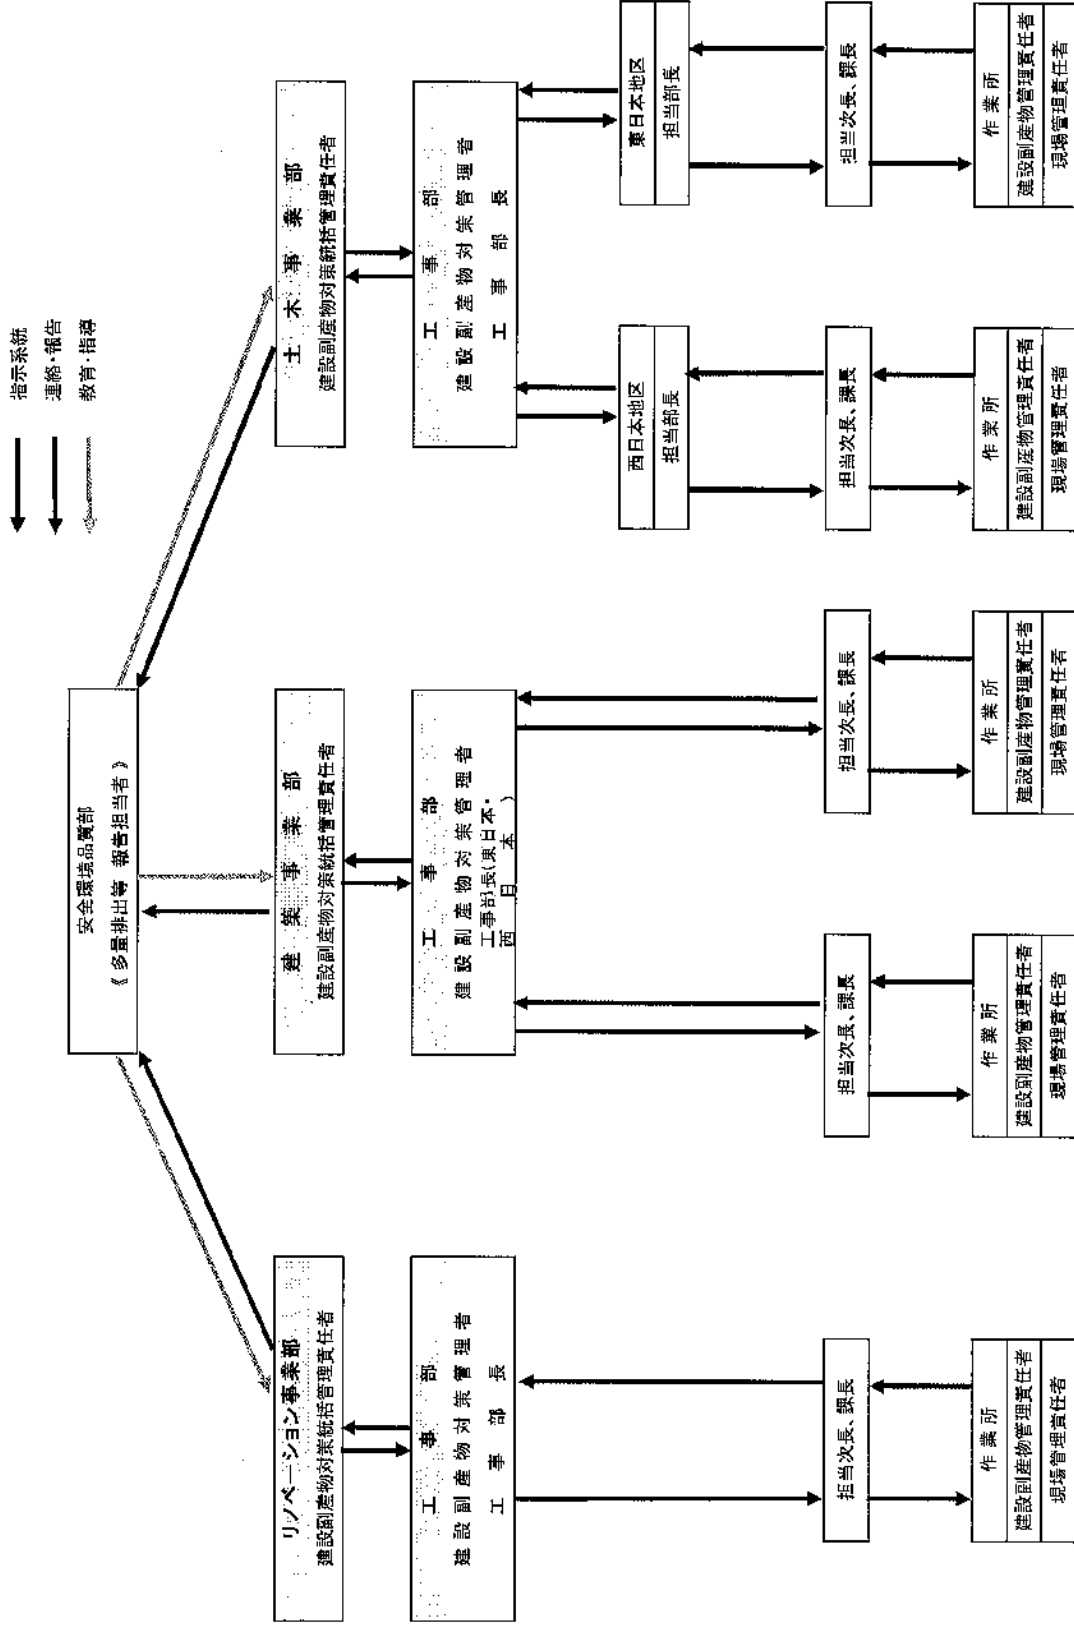 指示系統
連絡・報告
教育・指導
安全環境品質部
《多量排出等 報告担当者》
リノベーション事業部
建設副産物対策統括管理責任者
建築事業部
建設副産物対策統括管理責任者
土木事業部
建設副産物対策統括管理責任者
工事部
建設副産物対策管理者
工事部長
工事部
建設副産物対策管理者
工事部長(東日本・
西日本)
工事部
建設副産物対策管理者
工事部長
西日本地区
担当部長
東日本地区
担当部長
担当次長、課長
担当次長、課長
担当次長、課長
担当次長、課長
担当次長、課長
作業所
建設副産物管理責任者
現場管理責任者
作業所
建設副産物管理責任者
現場管理責任者
作業所
建設副産物管理責任者
現場管理責任者
作業所
建設副産物管理責任者
現場管理責任者
作業所
建設副産物管理責任者
現場管理責任者